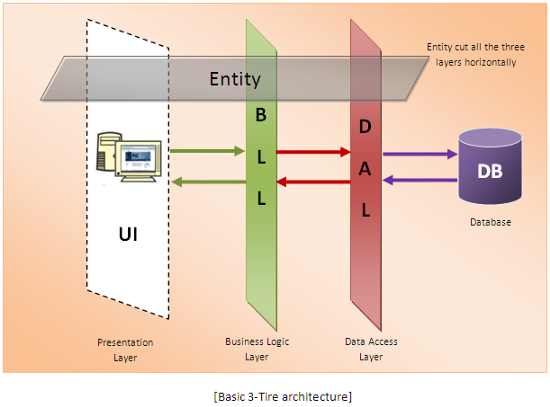 Entity cut all the three
layers horizontally
Entity
B
L
L
D
A
L
UI
DB
Database
Presentation
Layer
Business Logic
Layer
Data Access
Layer
[Basic 3-Tire architecture]